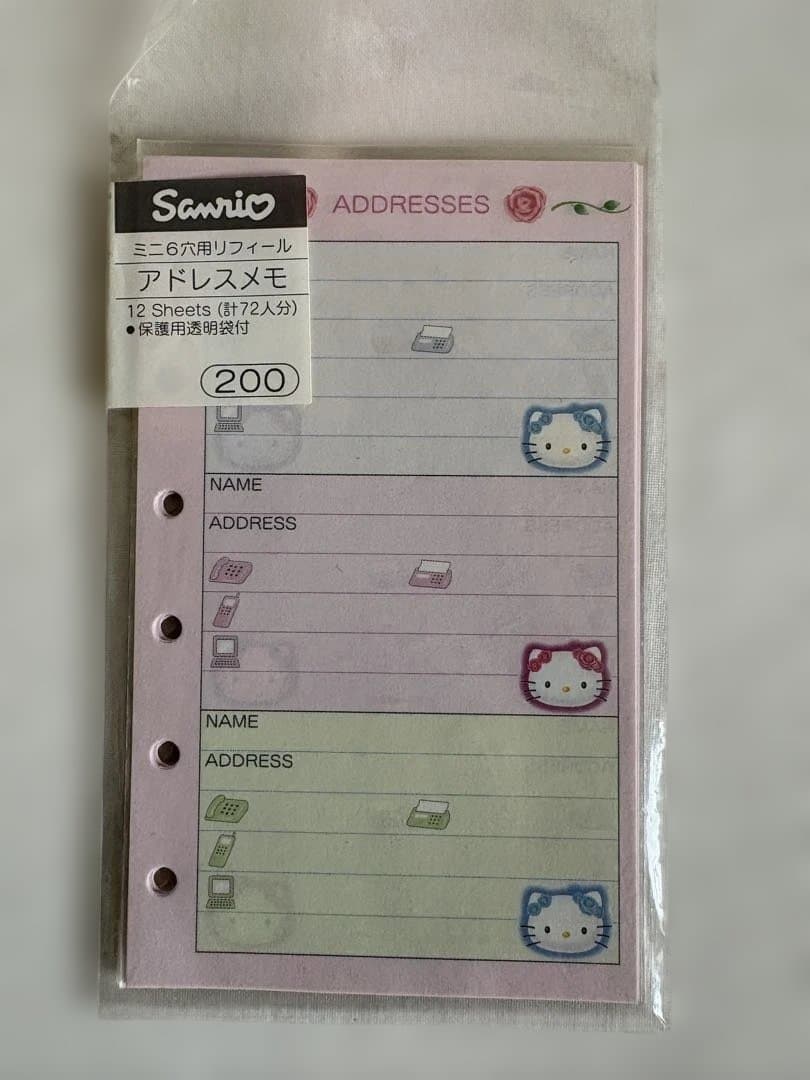 Sanrio
ADDRESSES
ミニ6穴用リフィール
アドレスメモ
12 Sheets (計72人分)
●保護用透明袋付
200
NAME
ADDRESS
NAME
ADDRESS